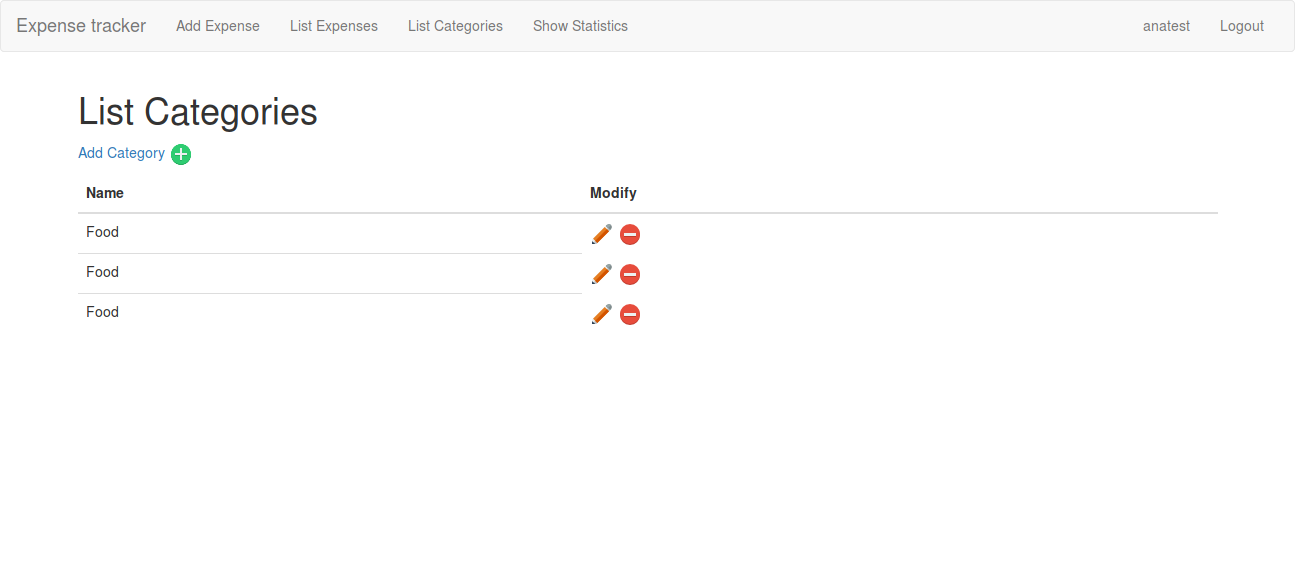 Expense tracker Add Expense List Expenses List Categories Show Statistics anatest Logout
List Categories
Add Category
Name Modify
Food
Food
Food